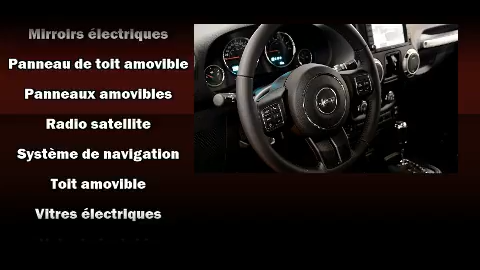 Mirroirs électriques
Panneau de toit amovible
Panneaux amovibles
Radio satellite
Système de navigation
Toit amovible
Vitres électriques